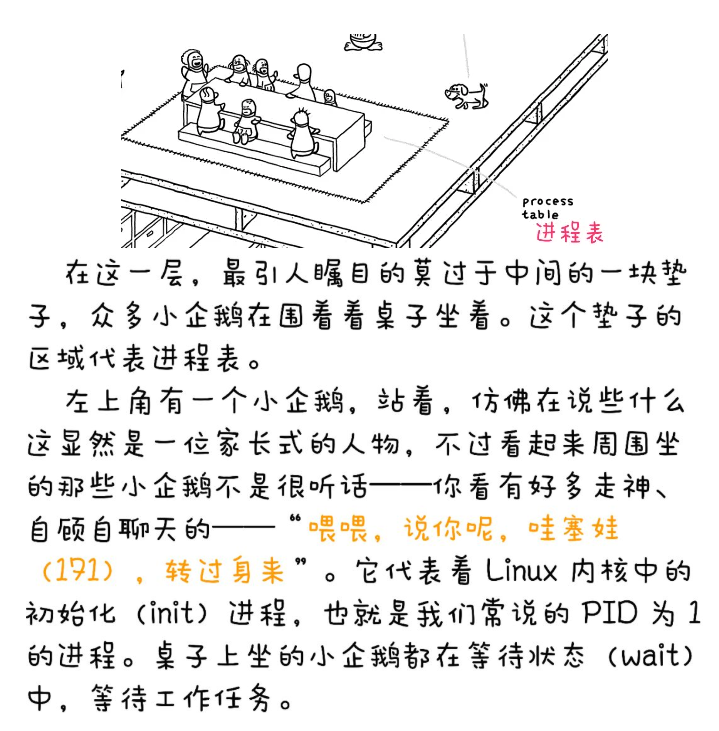 process
table
进程表
在这一层，最引人瞩目的莫过于中间的一块垫
子，众多小企鹅在围着着桌子坐着。这个垫子的
区域代表进程表。
左上角有一个小企鹅，站着，仿佛在说些什么
这显然是一位家长式的人物，不过看起来周围坐
的那些小企鹅不是很听话——你看有好多走神、
自顾自聊天的——“喂喂，说你呢，哇塞娃
（171），转过身来”。它代表着 Linux 内核中的
初始化（init）进程，也就是我们常说的 PID 为 1
的进程。桌子上坐的小企鹅都在等待状态（wait）
中，等待工作任务。